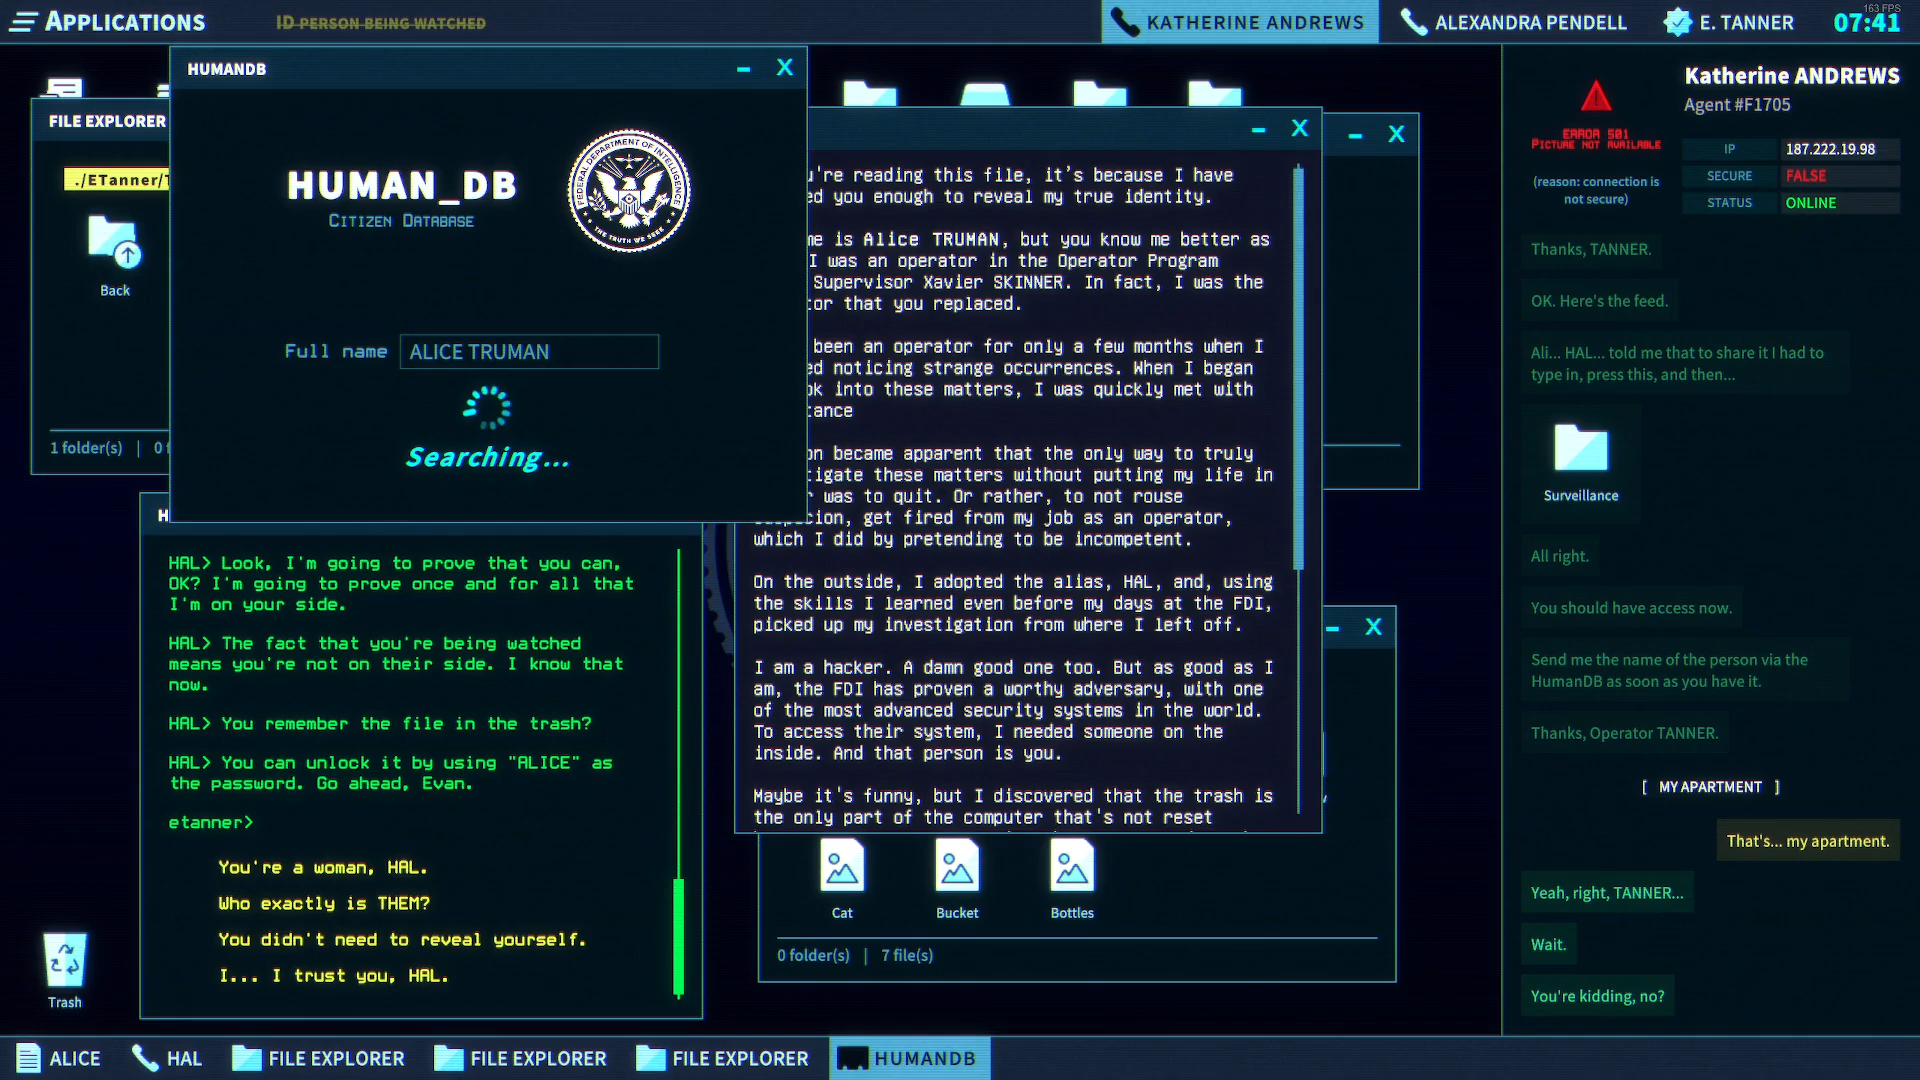 APPLICATIONS
ID PERSON BEING WATCHED
KATHERINE ANDREWS
ALEXANDRA PENDELL
E. TANNER
163 FPS
07:41
HUMANDB
HUMAN_DB
CITIZEN DATABASE
FEDERAL DEPARTMENT OF INTELLIGENCE
THE TRUTH WE SEEK
Full name
ALICE TRUMAN
Searching...
FILE EXPLORER
./ETanner/T
Back
1 folder(s) | 0 f
u're reading this file, it's because I have
ed you enough to reveal my true identity.
me is Alice TRUMAN, but you know me better as
I was an operator in the Operator Program
Supervisor Xavier SKINNER. In fact, I was the
tor that you replaced.
been an operator for only a few months when I
ed noticing strange occurrences. When I began
ok into these matters, I was quickly met with
tance
on became apparent that the only way to truly
tigate these matters without putting my life in
r was to quit. Or rather, to not rouse
suspicion, get fired from my job as an operator,
which I did by pretending to be incompetent.
On the outside, I adopted the alias, HAL, and, using
the skills I learned even before my days at the FDI,
picked up my investigation from where I left off.
I am a hacker. A damn good one too. But as good as I
am, the FDI has proven a worthy adversary, with one
of the most advanced security systems in the world.
To access their system, I needed someone on the
inside. And that person is you.
Maybe it's funny, but I discovered that the trash is
the only part of the computer that's not reset
H
HAL> Look, I'm going to prove that you can,
OK? I'm going to prove once and for all that
I'm on your side.
HAL> The fact that you're being watched
means you're not on their side. I know that
now.
HAL> You remember the file in the trash?
HAL> You can unlock it by using "ALICE" as
the password. Go ahead, Evan.
etanner>
You're a woman, HAL.
Who exactly is THEM?
You didn't need to reveal yourself.
I... I trust you, HAL.
Trash
Cat
Bucket
Bottles
0 folder(s) | 7 file(s)
Katherine ANDREWS
Agent #F1705
ERROR 501
PICTURE NOT AVAILABLE
(reason: connection is
not secure)
IP 187.222.19.98
SECURE FALSE
STATUS ONLINE
Thanks, TANNER.
OK. Here's the feed.
Ali... HAL... told me that to share it I had to
type in, press this, and then...
Surveillance
All right.
You should have access now.
Send me the name of the person via the
HumanDB as soon as you have it.
Thanks, Operator TANNER.
[ MY APARTMENT ]
That's... my apartment.
Yeah, right, TANNER...
Wait.
You're kidding, no?
ALICE
HAL
FILE EXPLORER
FILE EXPLORER
FILE EXPLORER
HUMANDB